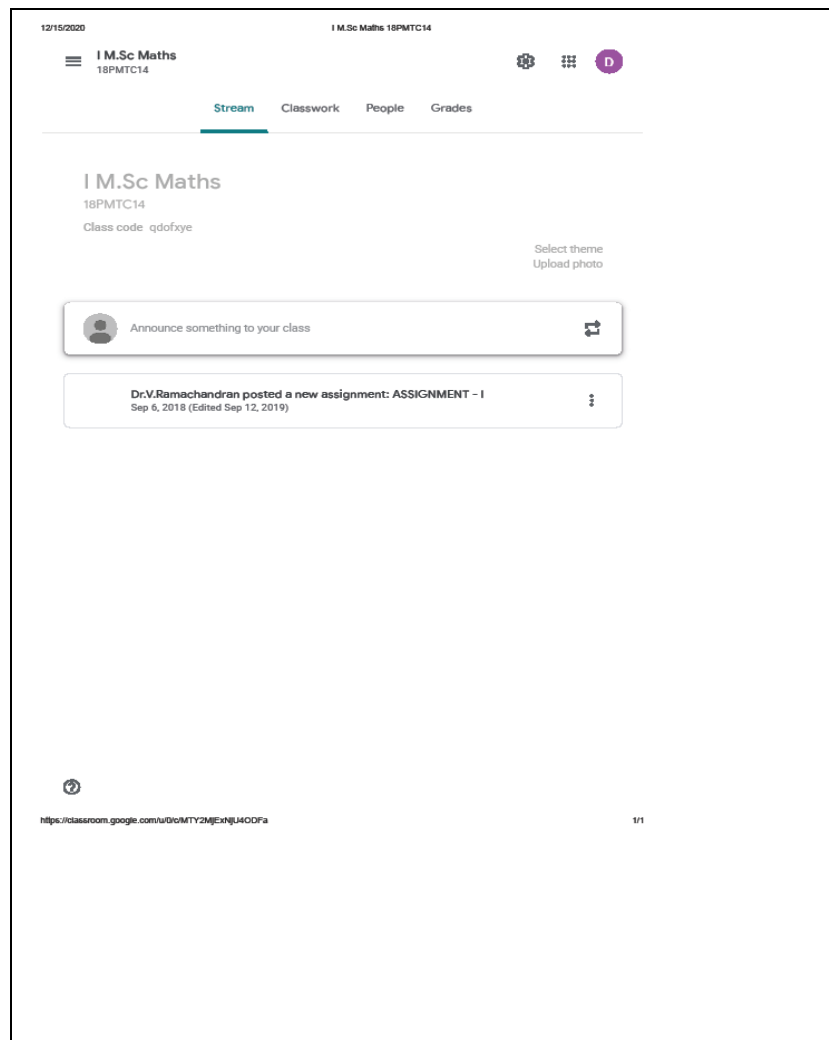 12/15/2020 I M.Sc Maths 18PMTC14
I M.Sc Maths
18PMTC14
D
Stream Classwork People Grades
I M.Sc Maths
18PMTC14
Class code qdofxye
Select theme
Upload photo
Announce something to your class
Dr.V.Ramachandran posted a new assignment: ASSIGNMENT - I
Sep 6, 2018 (Edited Sep 12, 2019)
https://classroom.google.com/u/0/c/MTY2MjExNjU4ODFa 1/1